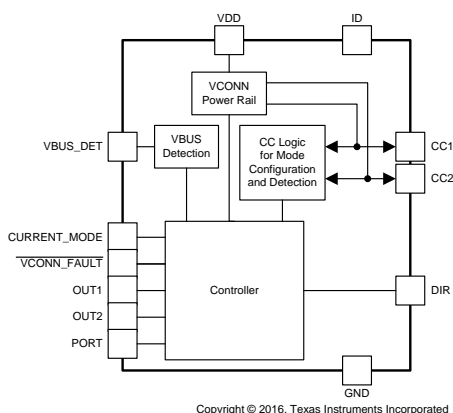 VDD
ID
VCONN
Power Rail
VBUS_DET
VBUS
Detection
CC Logic
for Mode
Configuration
and Detection
CC1
CC2
CURRENT_MODE
VCONN_FAULT
OUT1
OUT2
PORT
Controller
DIR
GND
Copyright © 2016, Texas Instruments Incorporated